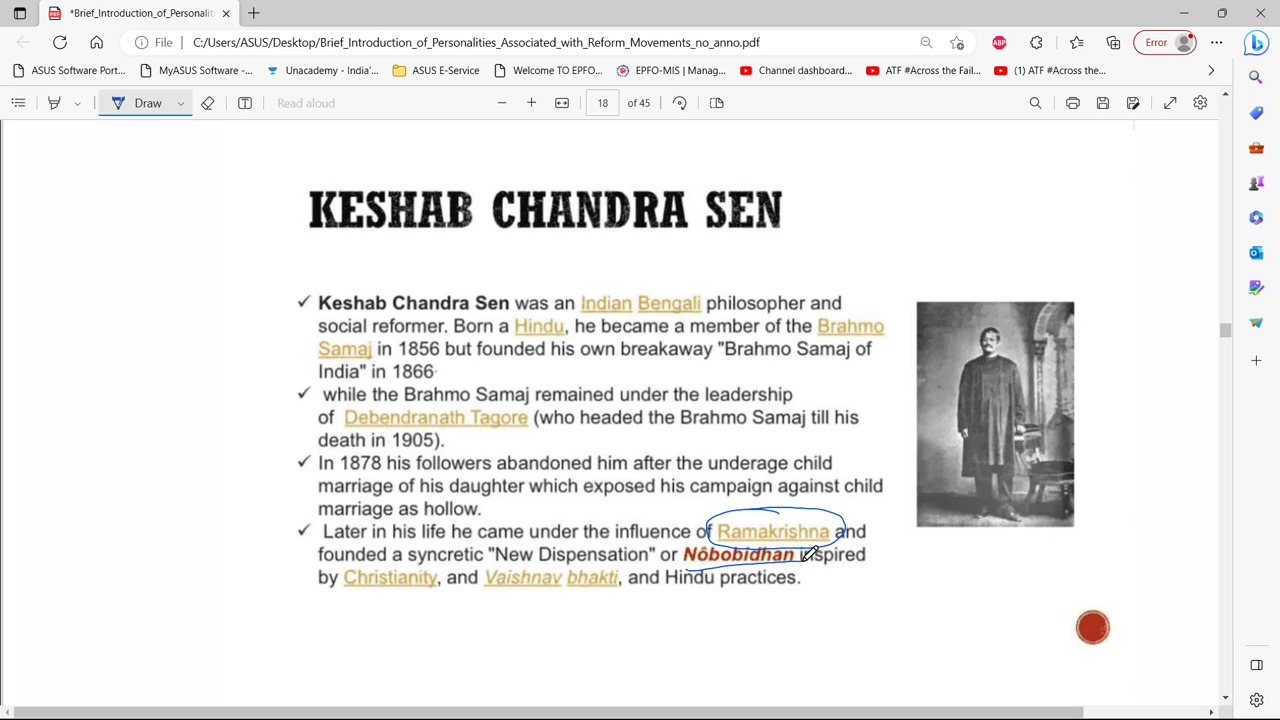 *Brief_Introduction_of_Personaliti
File
C:/Users/ASUS/Desktop/Brief_Introduction_of_Personalities_Associated_with_Reform_Movements_no_anno.pdf
ABP
Error
ASUS Software Port...
MyASUS Software -...
Unacademy - India'...
ASUS E-Service
Welcome To EPFO...
EPFO-MIS | Manag...
Channel dashboard...
ATF #Across the Fail...
(1) ATF #Across the...
Draw
Read aloud
18 of 45
KESHAB CHANDRA SEN
✓ Keshab Chandra Sen was an Indian Bengali philosopher and
social reformer. Born a Hindu, he became a member of the Brahmo
Samaj in 1856 but founded his own breakaway "Brahmo Samaj of
India" in 1866
✓ while the Brahmo Samaj remained under the leadership
of Debendranath Tagore (who headed the Brahmo Samaj till his
death in 1905).
✓ In 1878 his followers abandoned him after the underage child
marriage of his daughter which exposed his campaign against child
marriage as hollow.
✓ Later in his life he came under the influence of Ramakrishna and
founded a syncretic "New Dispensation" or Nôbobidhan inspired
by Christianity, and Vaishnav bhakti, and Hindu practices.